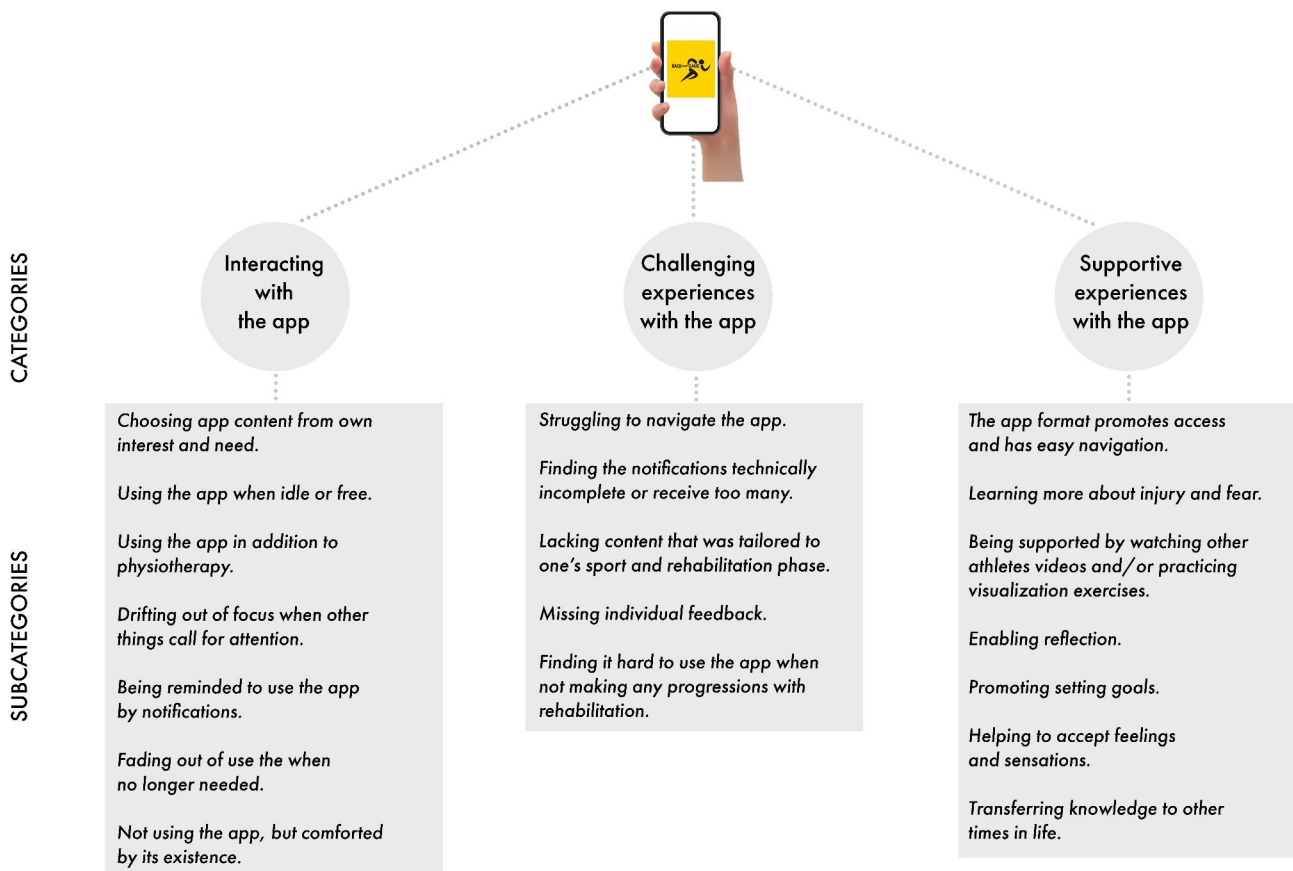 BACK IN THE GAME
CATEGORIES
Interacting
with
the app
Challenging
experiences
with the app
Supportive
experiences
with the app
SUBCATEGORIES
Choosing app content from own
interest and need.
Using the app when idle or free.
Using the app in addition to
physiotherapy.
Drifting out of focus when other
things call for attention.
Being reminded to use the app
by notifications.
Fading out of use the when
no longer needed.
Not using the app, but comforted
by its existence.
Struggling to navigate the app.
Finding the notifications technically
incomplete or receive too many.
Lacking content that was tailored to
one's sport and rehabilitation phase.
Missing individual feedback.
Finding it hard to use the app when
not making any progressions with
rehabilitation.
The app format promotes access
and has easy navigation.
Learning more about injury and fear.
Being supported by watching other
athletes videos and/or practicing
visualization exercises.
Enabling reflection.
Promoting setting goals.
Helping to accept feelings
and sensations.
Transferring knowledge to other
times in life.